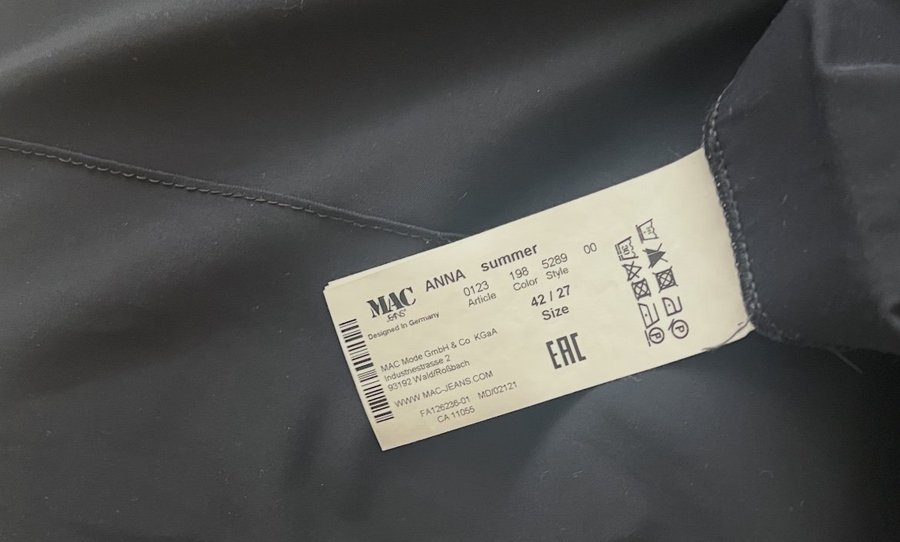 MAC ANNA summer
JEANS
0123 198 5289 00
Article Color Style
Designed in Germany
42 / 27
Size
MAC Mode GmbH & Co. KGaA
Industriestrasse 2
93192 Wald/Roßbach
WWW.MAC-JEANS.COM
FA126236-01 MD/02121
CA 11055
EAC
P
P